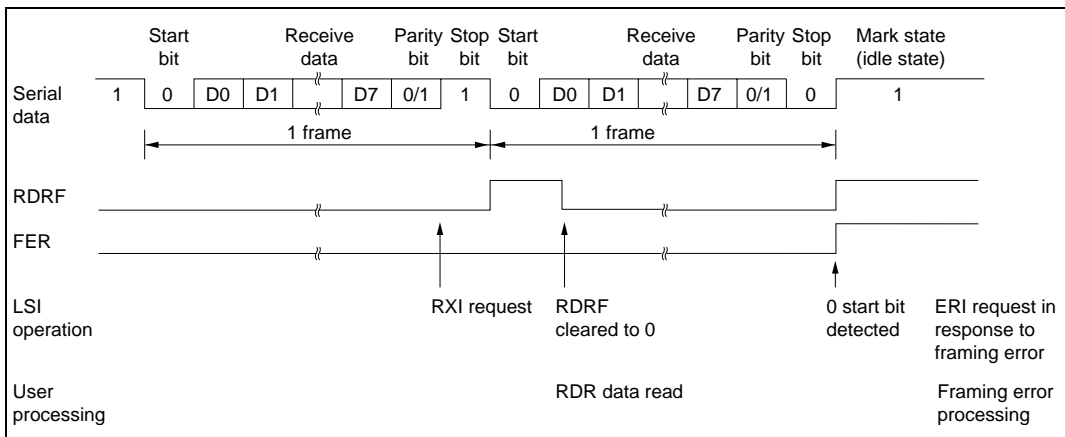 Start bit Receive data Parity bit Stop bit Start bit Receive data Parity bit Stop bit Mark state (idle state)
Serial data 1 0 D0 D1 D7 0/1 1 0 D0 D1 D7 0/1 0 1
1 frame 1 frame
RDRF
FER
LSI operation RXI request RDRF cleared to 0 0 start bit detected ERI request in response to framing error
User processing RDR data read Framing error processing